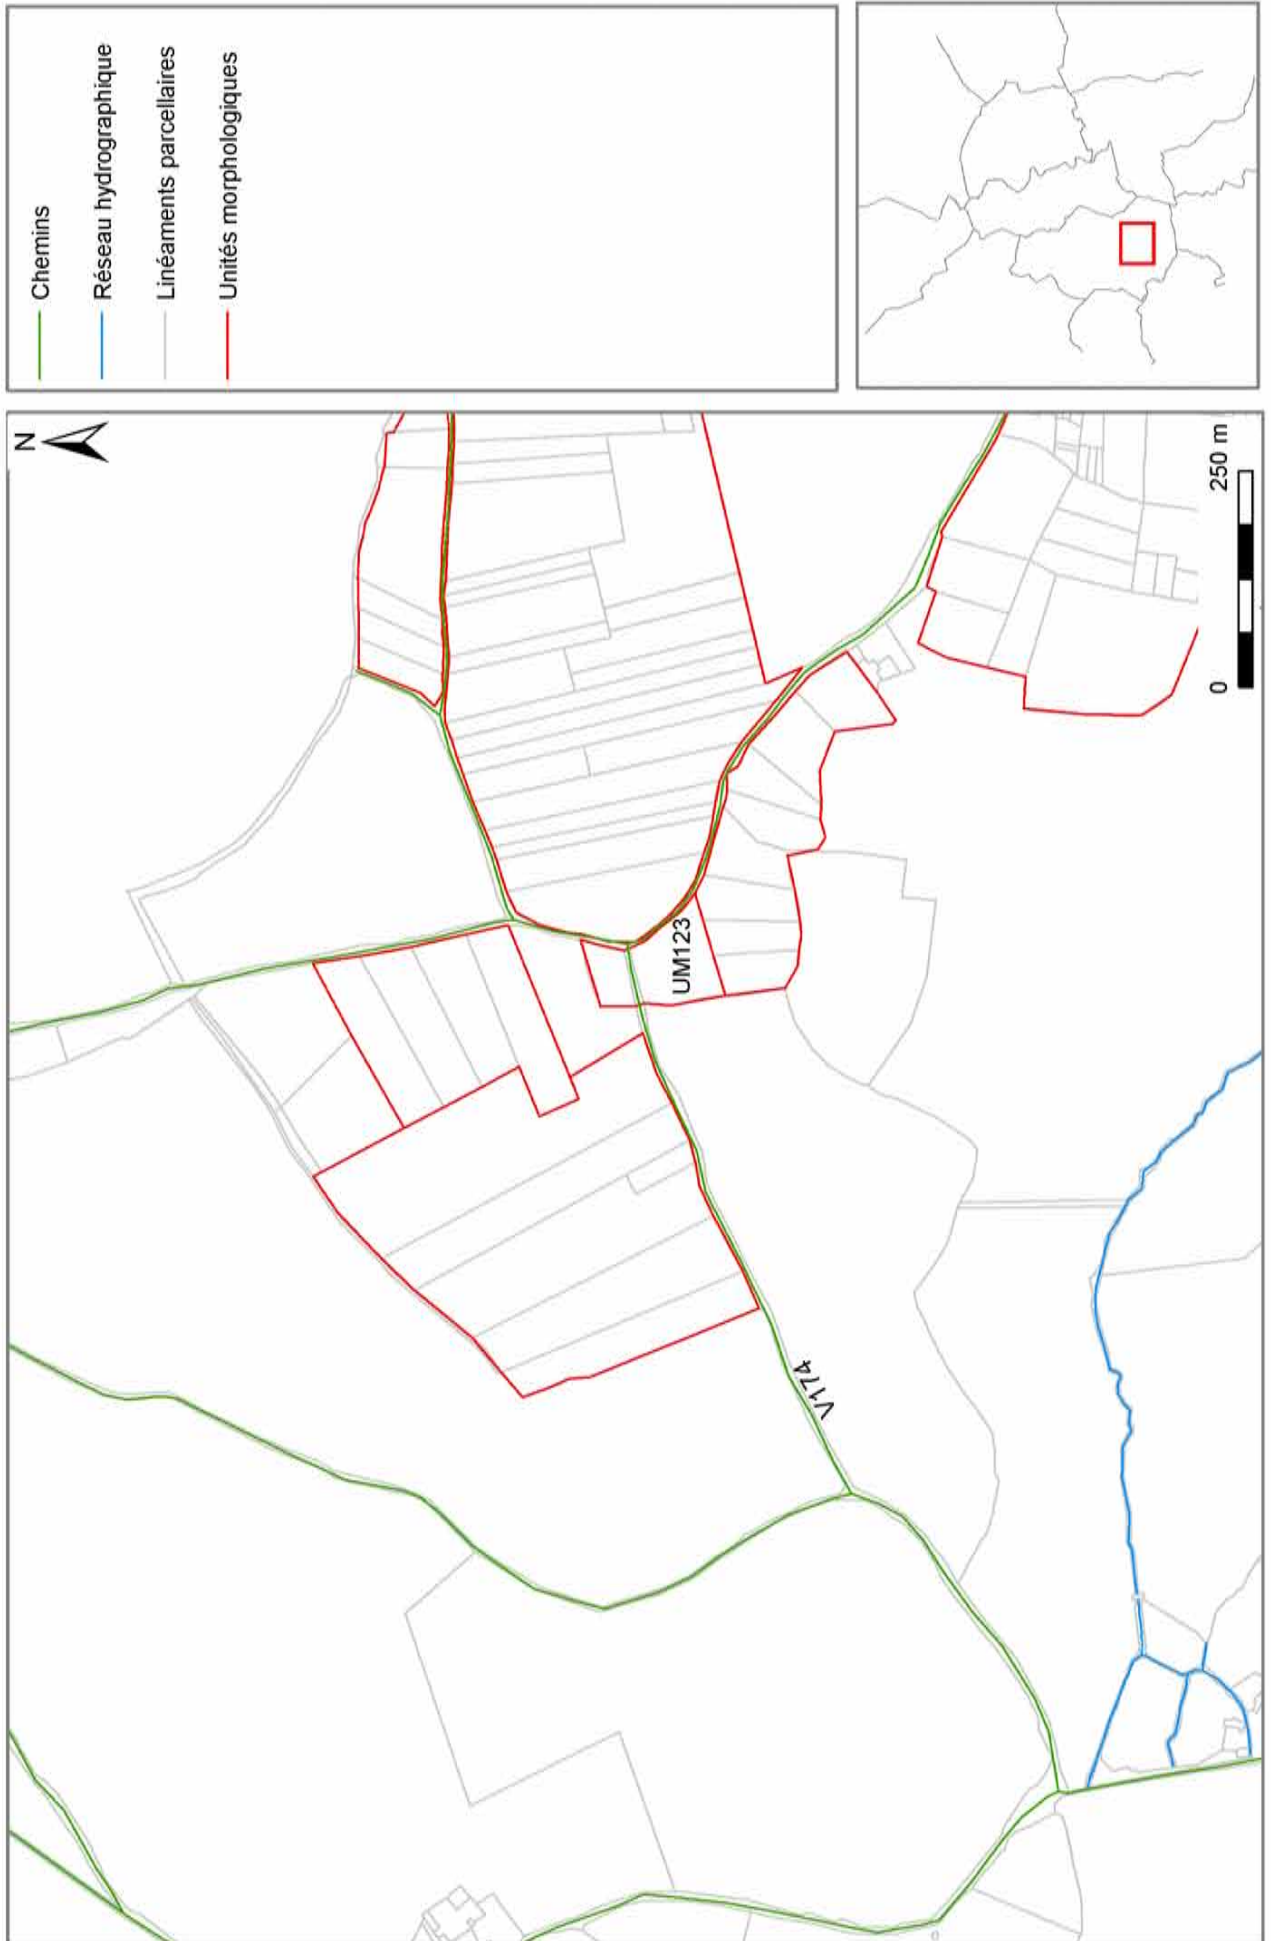 Chemins
Réseau hydrographique
Linéaments parcellaires
Unités morphologiques
N
UM123
V174
0
250 m